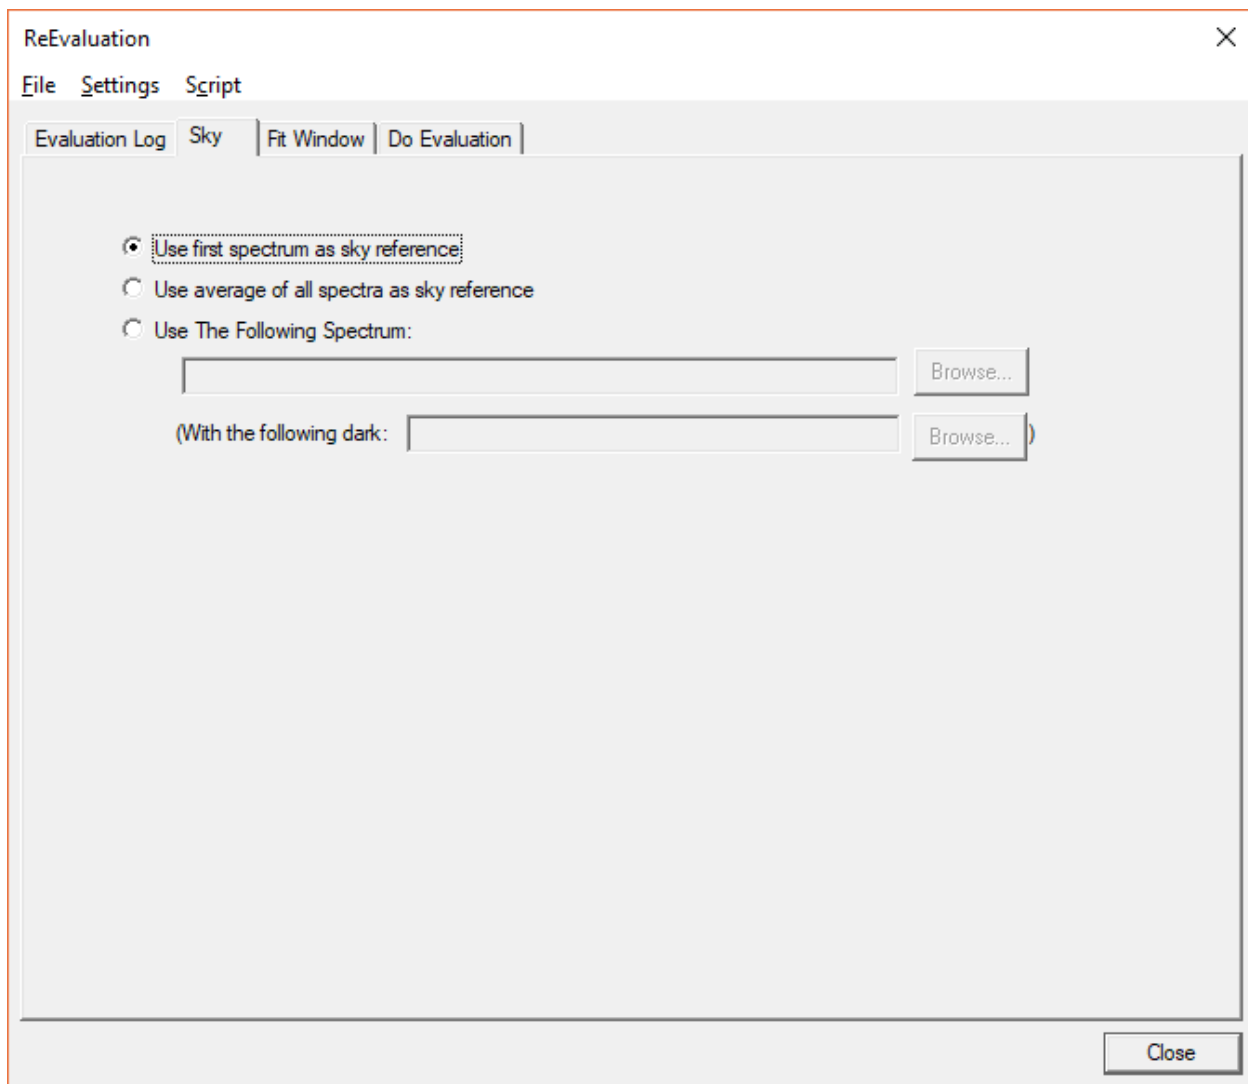 ReEvaluation
File Settings Script
Evaluation Log Sky Fit Window Do Evaluation
Use first spectrum as sky reference
Use average of all spectra as sky reference
Use The Following Spectrum:
Browse...
(With the following dark: Browse... )
Close